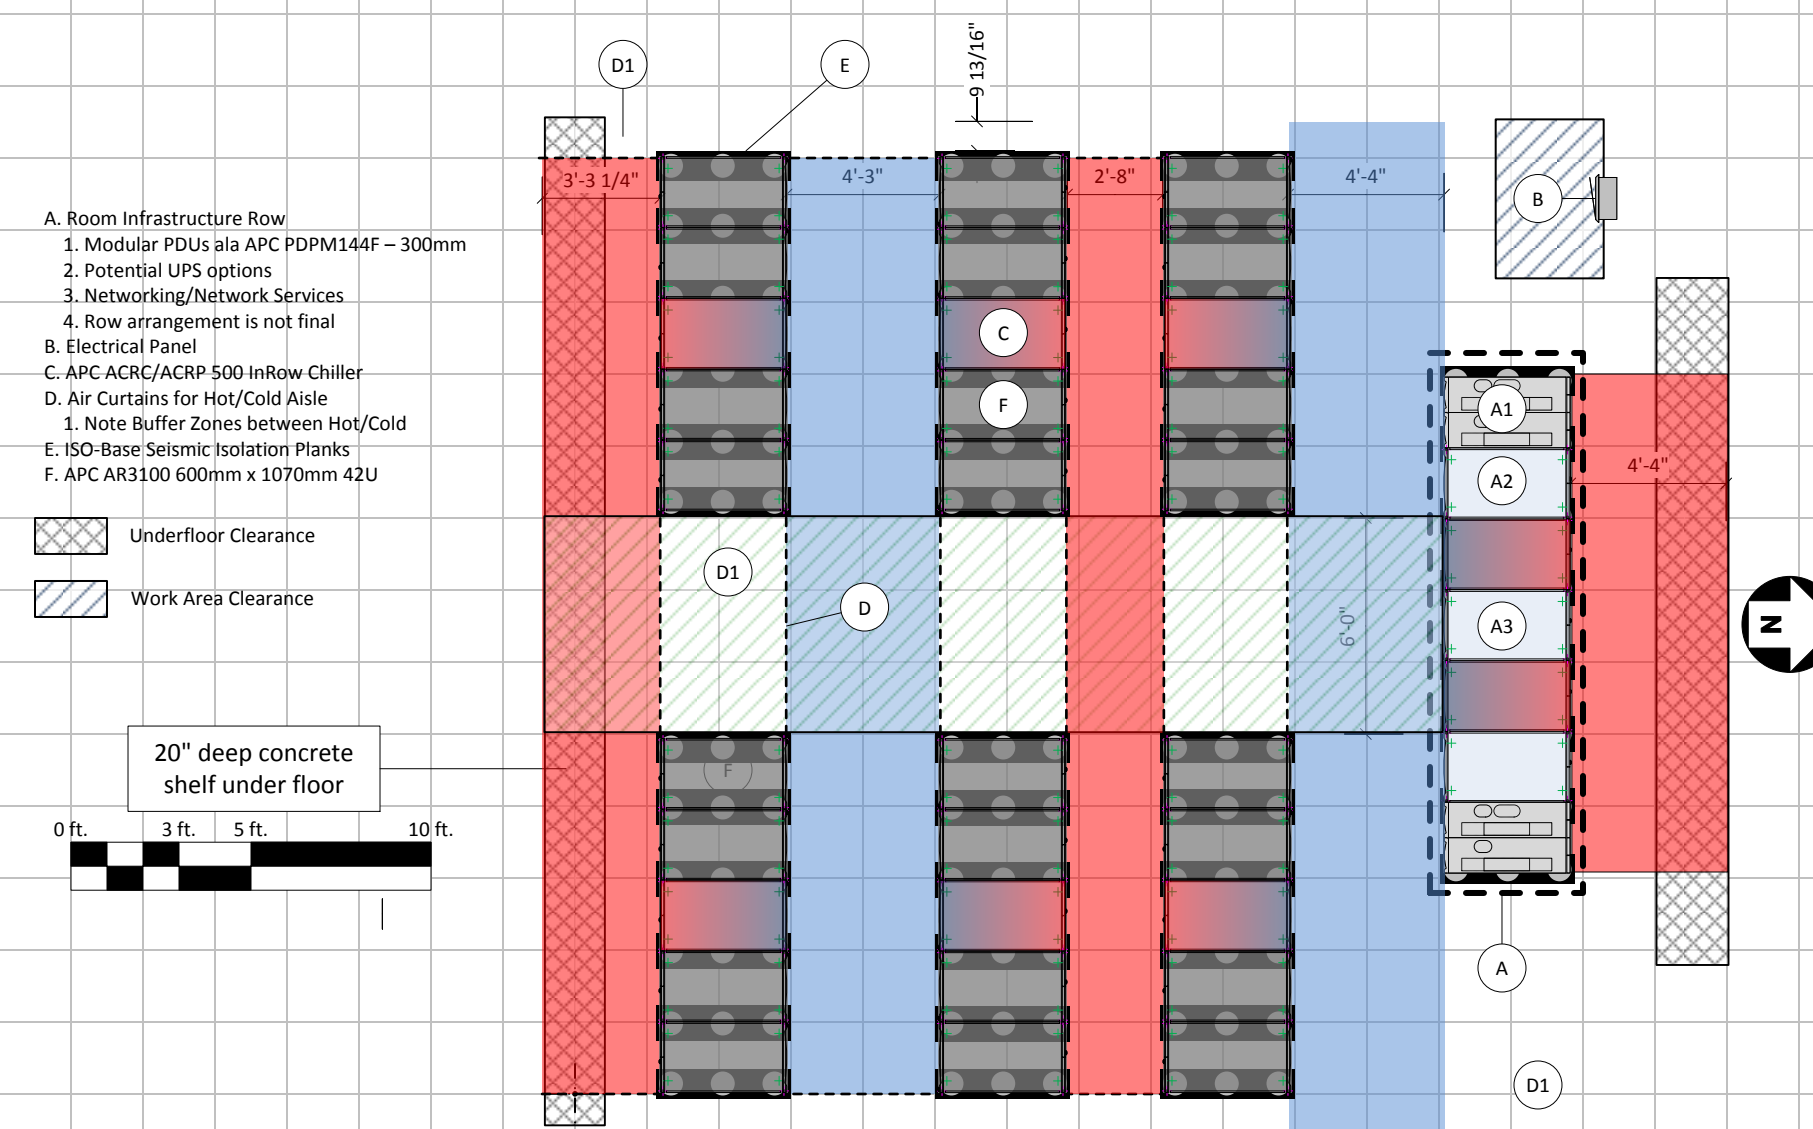 D1
E
9 13/16"
3'-3 1/4"
4'-3"
2'-8"
4'-4"
B
A. Room Infrastructure Row
1. Modular PDUs ala APC PDPM144F – 300mm
2. Potential UPS options
3. Networking/Network Services
4. Row arrangement is not final
B. Electrical Panel
C. APC ACRC/ACRP 500 InRow Chiller
D. Air Curtains for Hot/Cold Aisle
1. Note Buffer Zones between Hot/Cold
E. ISO-Base Seismic Isolation Planks
F. APC AR3100 600mm x 1070mm 42U
Underfloor Clearance
Work Area Clearance
C
F
A1
A2
4'-4"
D1
D
6'-0"
A3
N
20" deep concrete
shelf under floor
F
0 ft.
3 ft.
5 ft.
10 ft.
A
D1